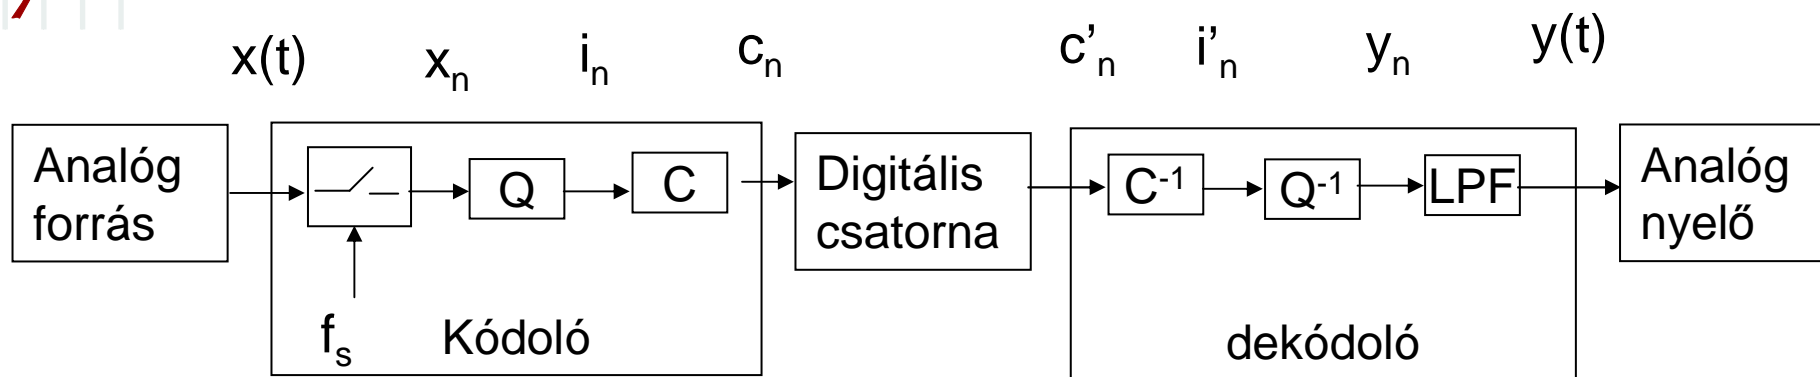 x(t) xₙ iₙ cₙ c’ₙ i’ₙ yₙ y(t)
Analóg
forrás
Q
C
fₛ
Kódoló
Digitális
csatorna
C⁻¹
Q⁻¹
LPF
dekódoló
Analóg
nyelő